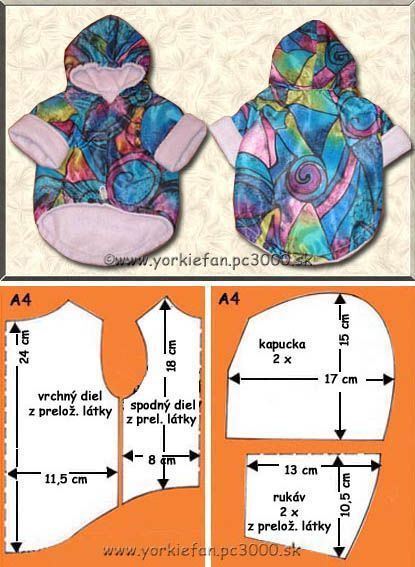 ©www.yorkiefan.pc3000.sk
A4
24 cm
vrchný diel
z prelož. látky
11,5 cm
18 cm
spodný diel
z prel. látky
8 cm
A4
kapucka
2 x
15 cm
17 cm
13 cm
10,5 cm
rukáv
2 x
z prelož. látky
©www.yorkiefan.pc3000.sk